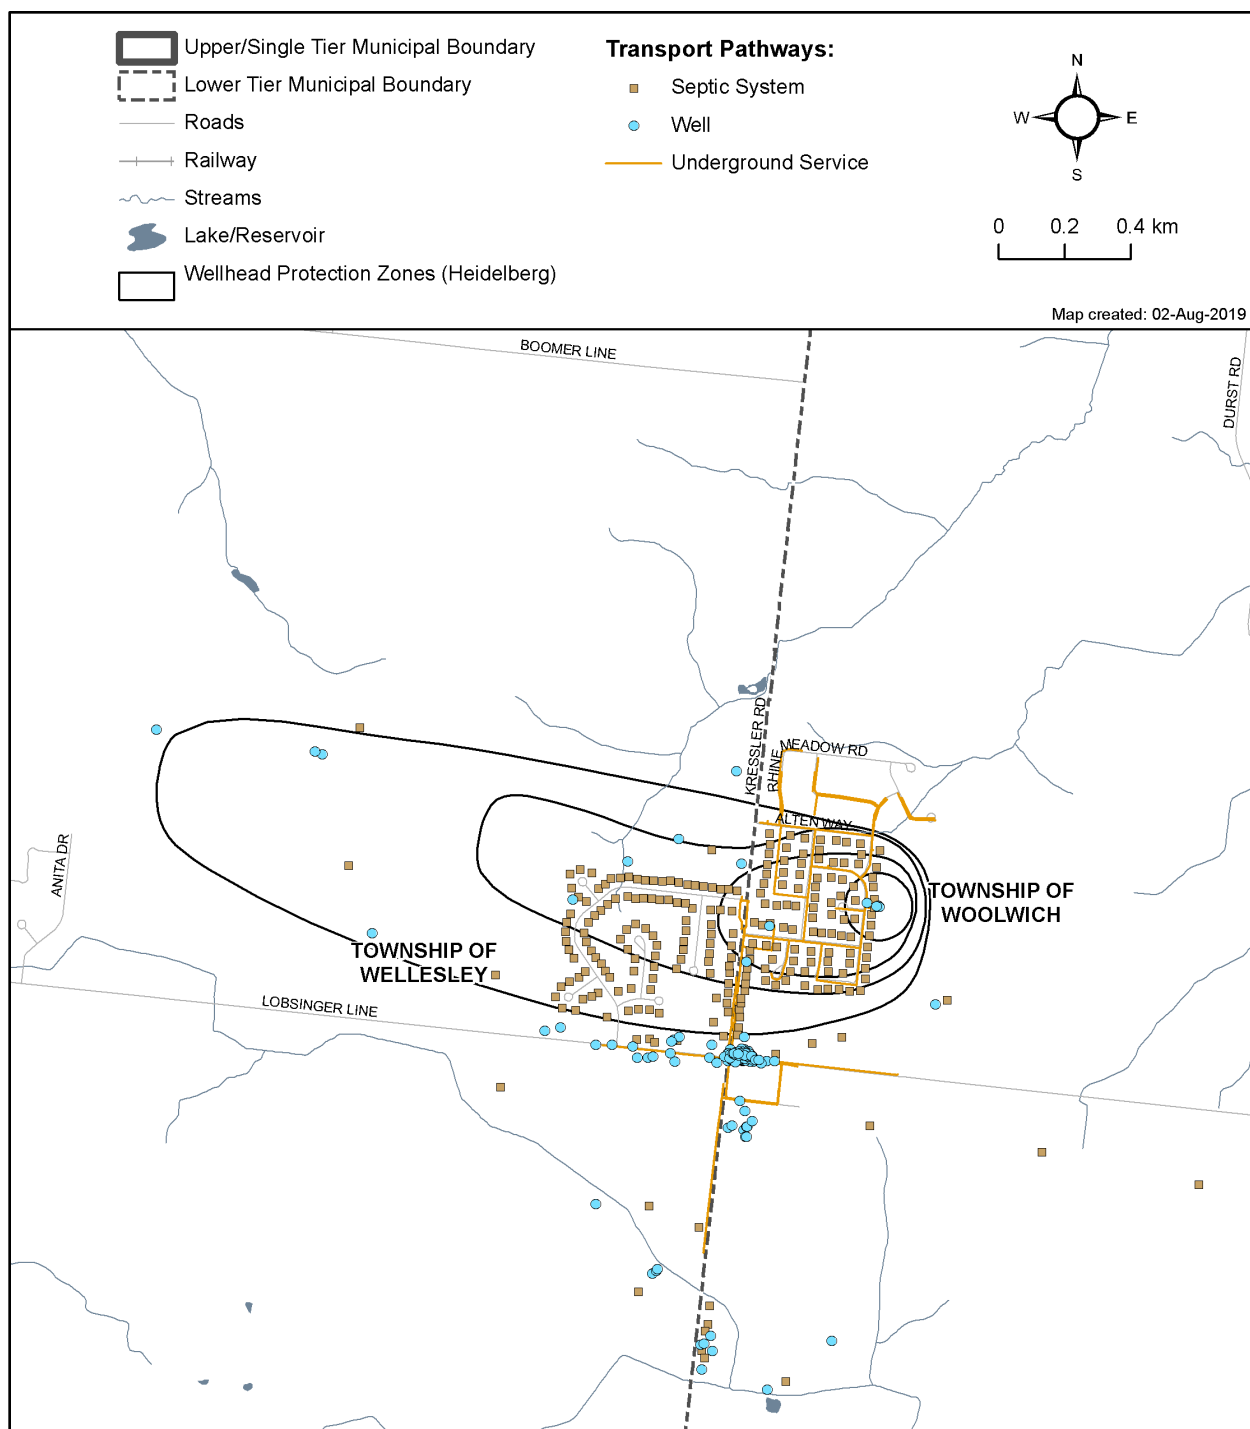 Upper/Single Tier Municipal Boundary
Lower Tier Municipal Boundary
Roads
Railway
Streams
Lake/Reservoir
Wellhead Protection Zones (Heidelberg)
Transport Pathways:
Septic System
Well
Underground Service
N
W
E
S
0 0.2 0.4 km
Map created: 02-Aug-2019
BOOMER LINE
DURST RD
KRESSLER RD
RHINE
MEADOW RD
ALTEN WAY
ANITA DR
TOWNSHIP OF
WOOLWICH
TOWNSHIP OF
WELLESLEY
LOBSINGER LINE